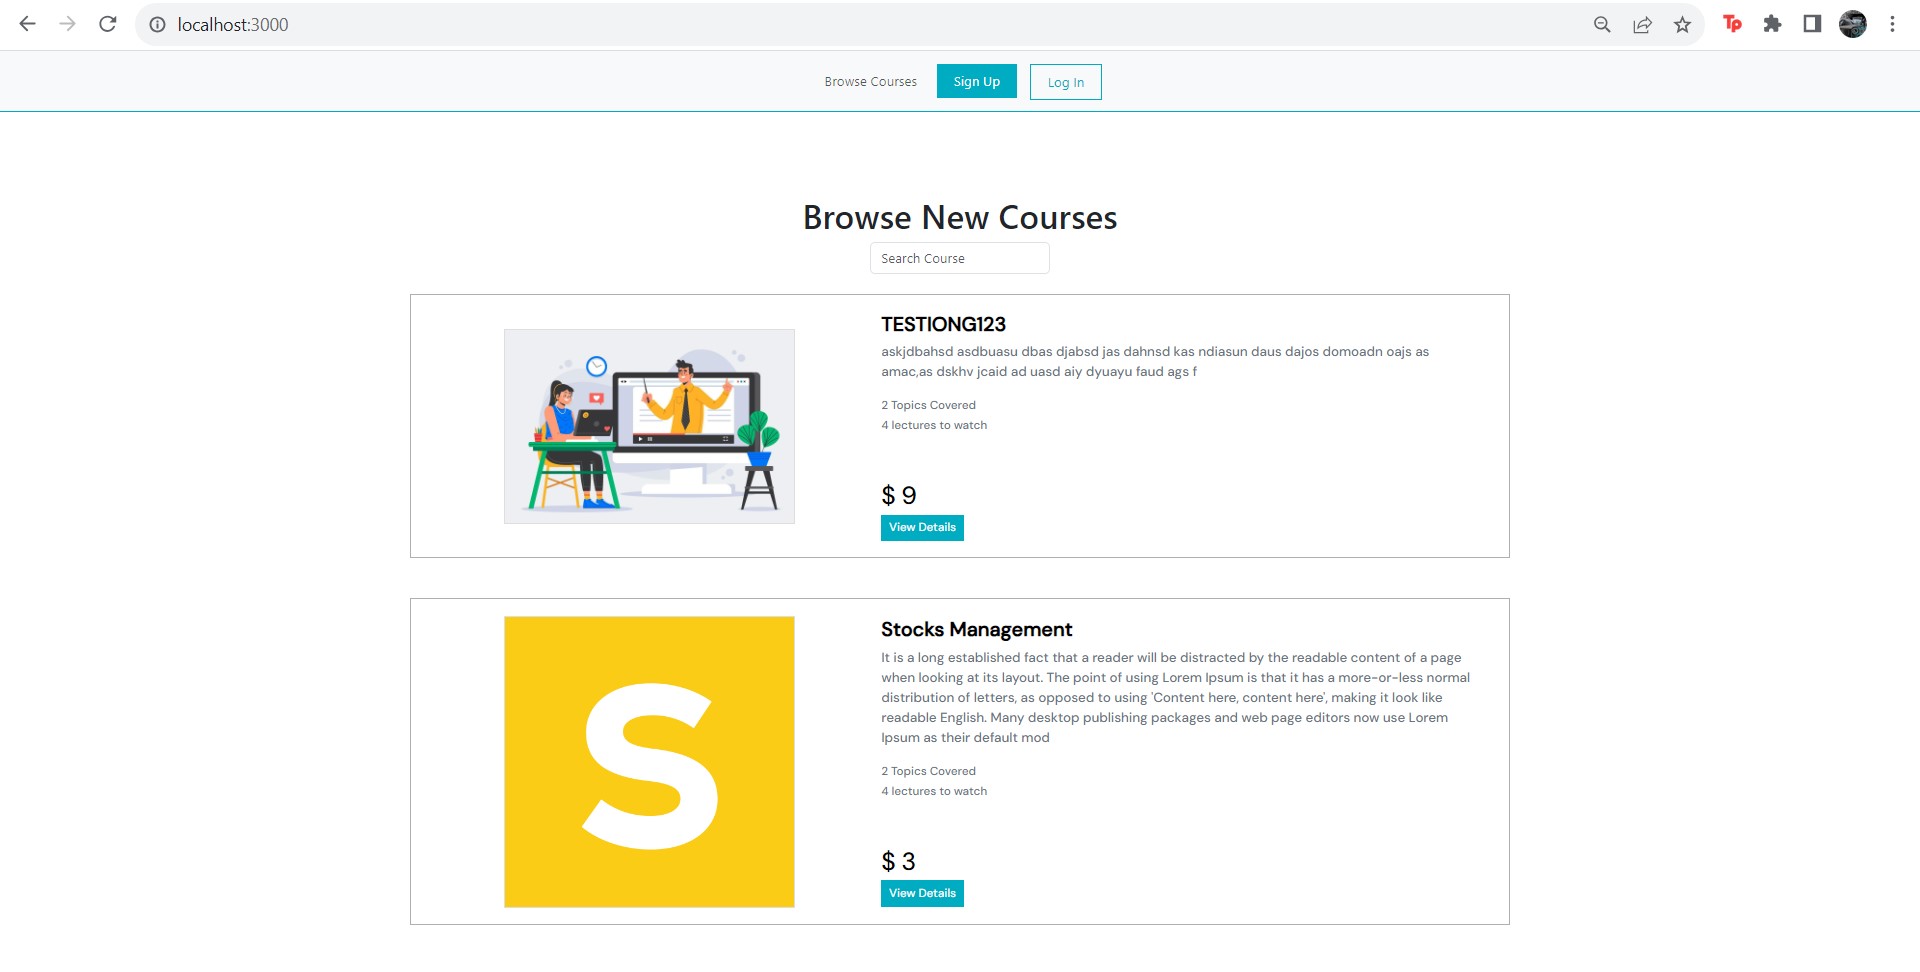 localhost:3000
Tp
Browse Courses Sign Up Log In
Browse New Courses
Search Course
TESTIONG123
askjdbahsd asdbuasu dbas djabsd jas dahnsd kas ndiasun daus dajos domoadn oajs as
amac,as dskhv jcaid ad uasd aiy dyuayu faud ags f
2 Topics Covered
4 lectures to watch
$ 9
View Details
S
Stocks Management
It is a long established fact that a reader will be distracted by the readable content of a page
when looking at its layout. The point of using Lorem Ipsum is that it has a more-or-less normal
distribution of letters, as opposed to using 'Content here, content here', making it look like
readable English. Many desktop publishing packages and web page editors now use Lorem
Ipsum as their default mod
2 Topics Covered
4 lectures to watch
$ 3
View Details